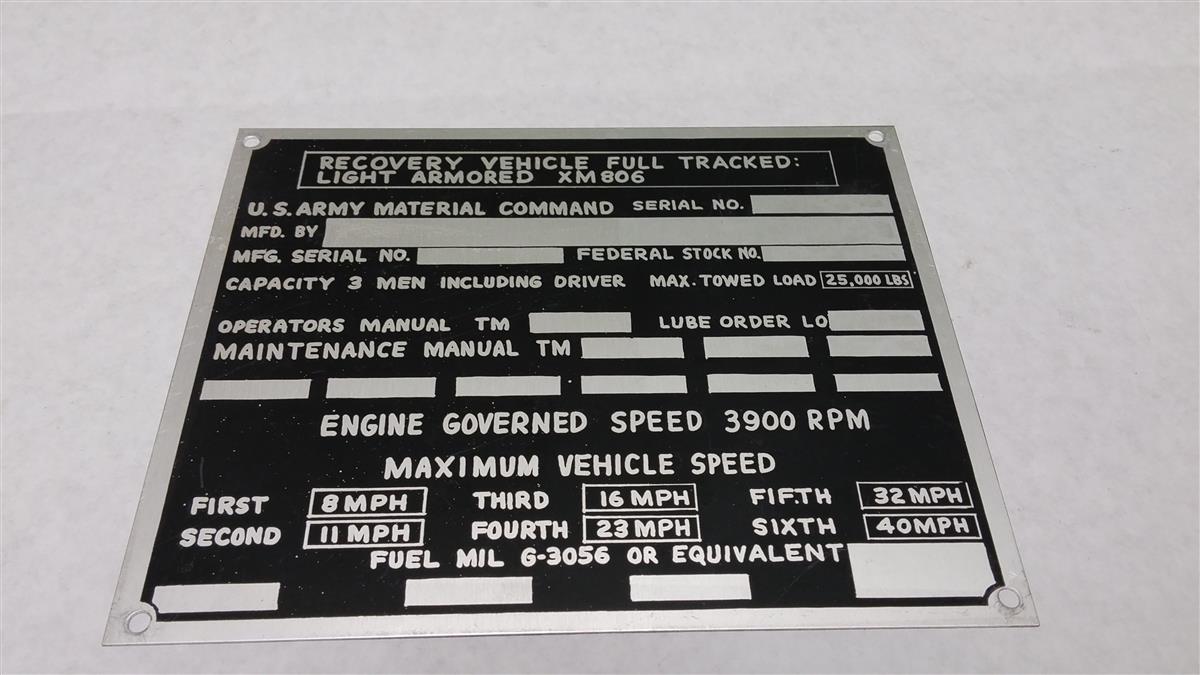 RECOVERY VEHICLE FULL TRACKED:
LIGHT ARMORED XM806
U.S. ARMY MATERIAL COMMAND SERIAL NO.
MFD. BY
MFG. SERIAL NO. FEDERAL STOCK NO.
CAPACITY 3 MEN INCLUDING DRIVER MAX. TOWED LOAD 25,000 LBS
OPERATORS MANUAL TM LUBE ORDER LO
MAINTENANCE MANUAL TM
ENGINE GOVERNED SPEED 3900 RPM
MAXIMUM VEHICLE SPEED
FIRST 8 MPH THIRD 16 MPH FIFTH 32 MPH
SECOND 11 MPH FOURTH 23 MPH SIXTH 40 MPH
FUEL MIL G-3056 OR EQUIVALENT